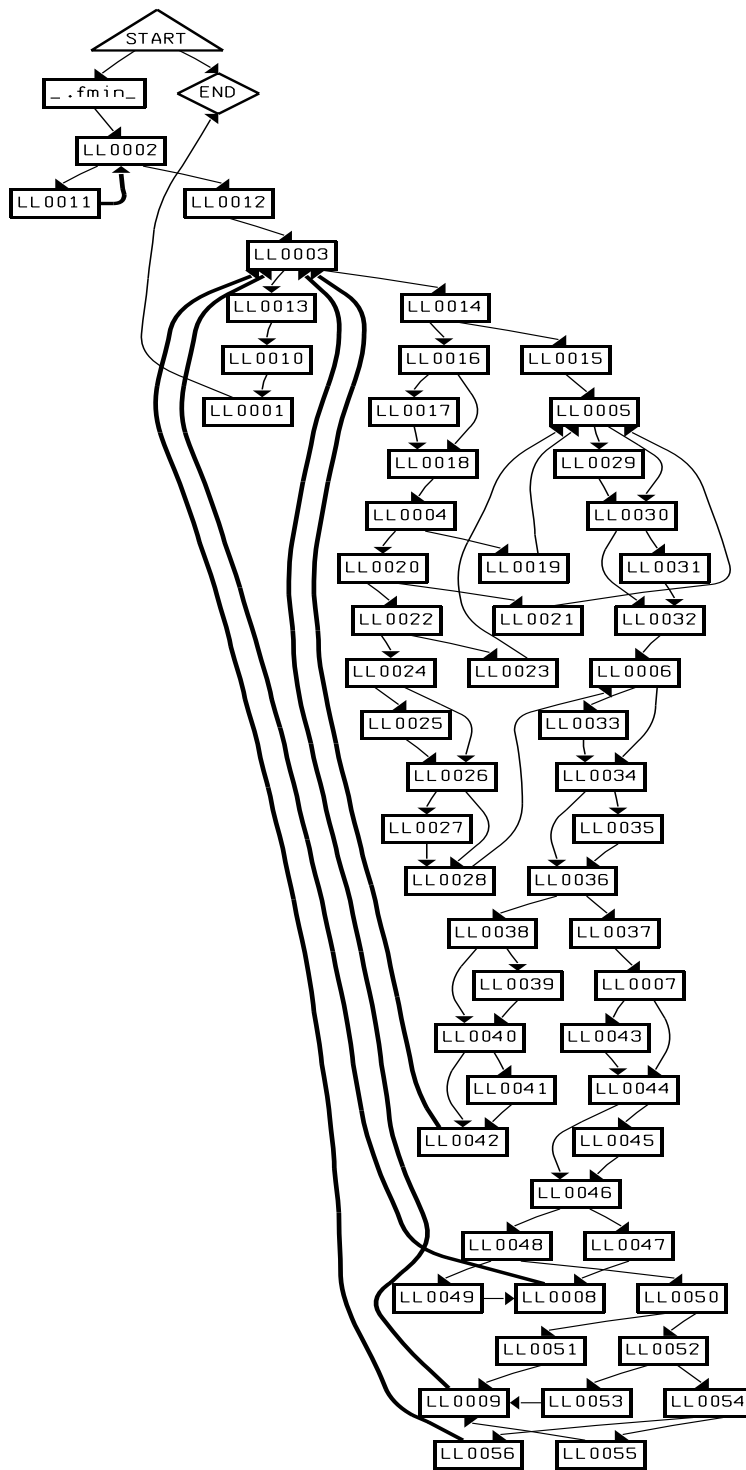 START
_.fmin_ END
LL0002
LL0011 LL0012
LL0003
LL0013 LL0014
LL0010 LL0016 LL0015
LL0001 LL0017 LL0005
LL0018 LL0029
LL0004 LL0030
LL0020 LL0019 LL0031
LL0022 LL0021 LL0032
LL0024 LL0023 LL0006
LL0025 LL0033
LL0026 LL0034
LL0027 LL0035
LL0028 LL0036
LL0038 LL0037
LL0039 LL0007
LL0040 LL0043
LL0041 LL0044
LL0042 LL0045
LL0046
LL0048 LL0047
LL0049 LL0008 LL0050
LL0051 LL0052
LL0009 LL0053 LL0054
LL0056 LL0055